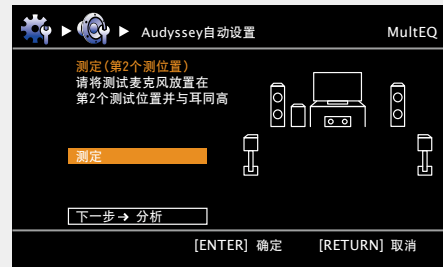 Audyssey自动设置 MultEQ
测定(第2个测位置)
请将测试麦克风放置在
第2个测试位置并与耳同高
测定
下一步→ 分析
[ENTER] 确定 [RETURN] 取消